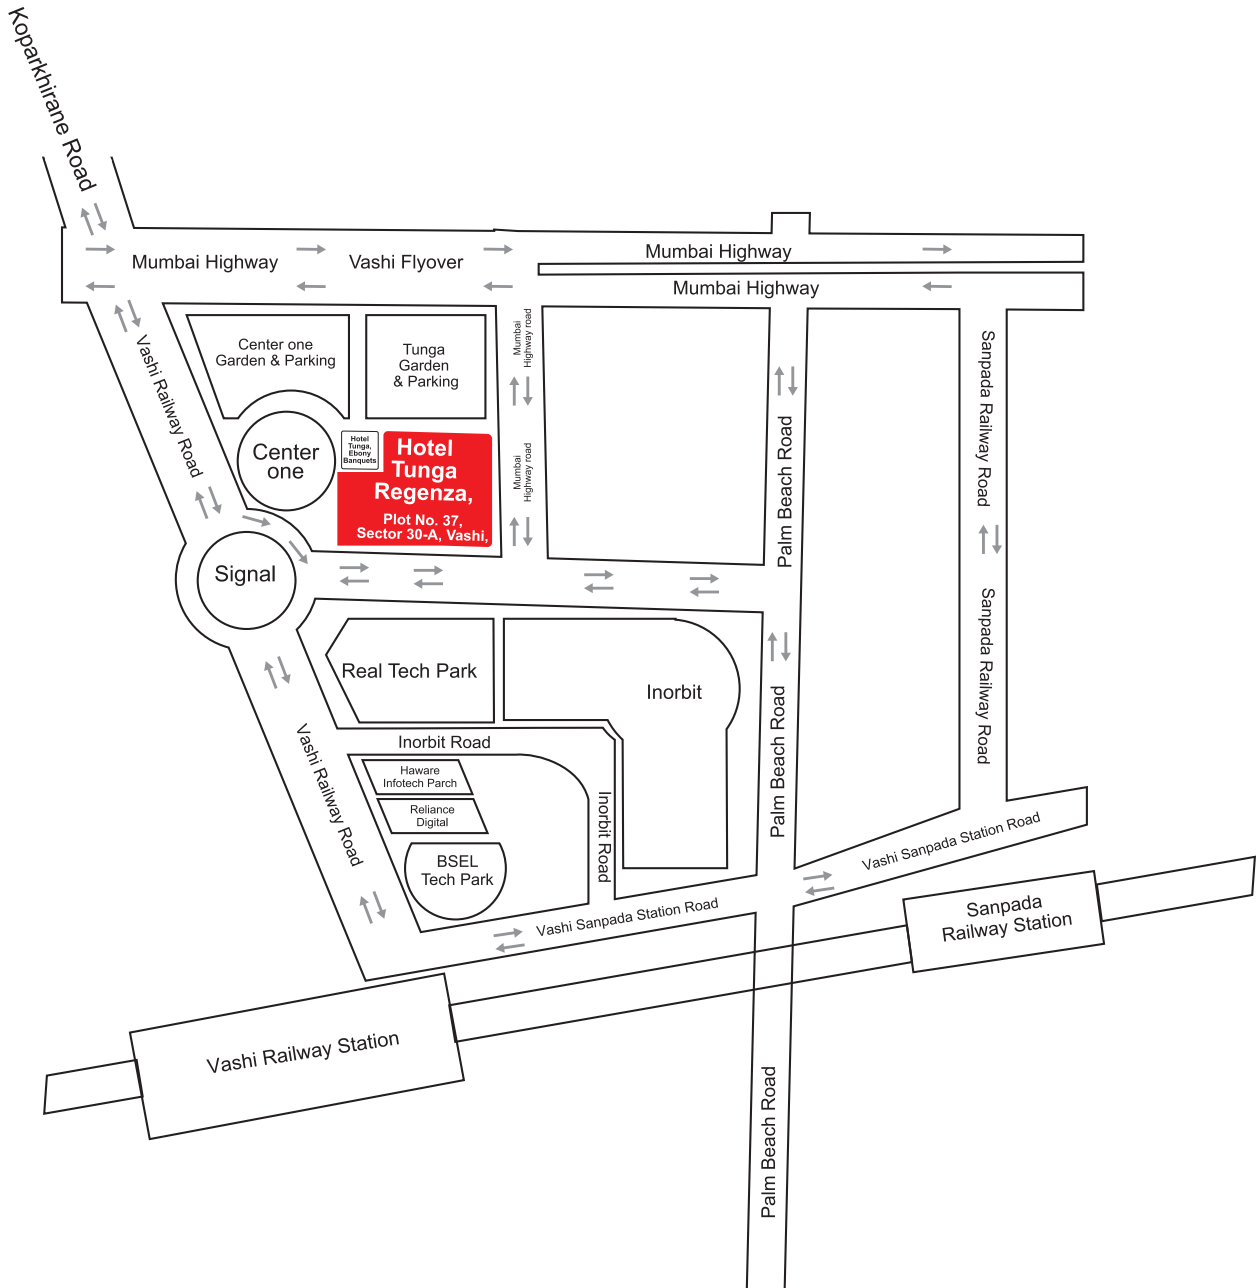 Koparkhirane Road
Mumbai Highway
Vashi Flyover
Mumbai Highway
Mumbai Highway
Vashi Railway Road
Center one
Garden & Parking
Tunga
Garden
& Parking
Mumbai
Highway road
Center
one
Hotel
Tunga,
Ebony
Banquets
Hotel
Tunga
Regenza,
Plot No. 37,
Sector 30-A, Vashi,
Mumbai
Highway road
Palm Beach Road
Sanpada Railway Road
Signal
Sanpada Railway Road
Real Tech Park
Inorbit
Palm Beach Road
Vashi Railway Road
Inorbit Road
Haware
Infotech Parch
Reliance
Digital
BSEL
Tech Park
Inorbit Road
Vashi Sanpada Station Road
Vashi Sanpada Station Road
Sanpada
Railway Station
Vashi Railway Station
Palm Beach Road